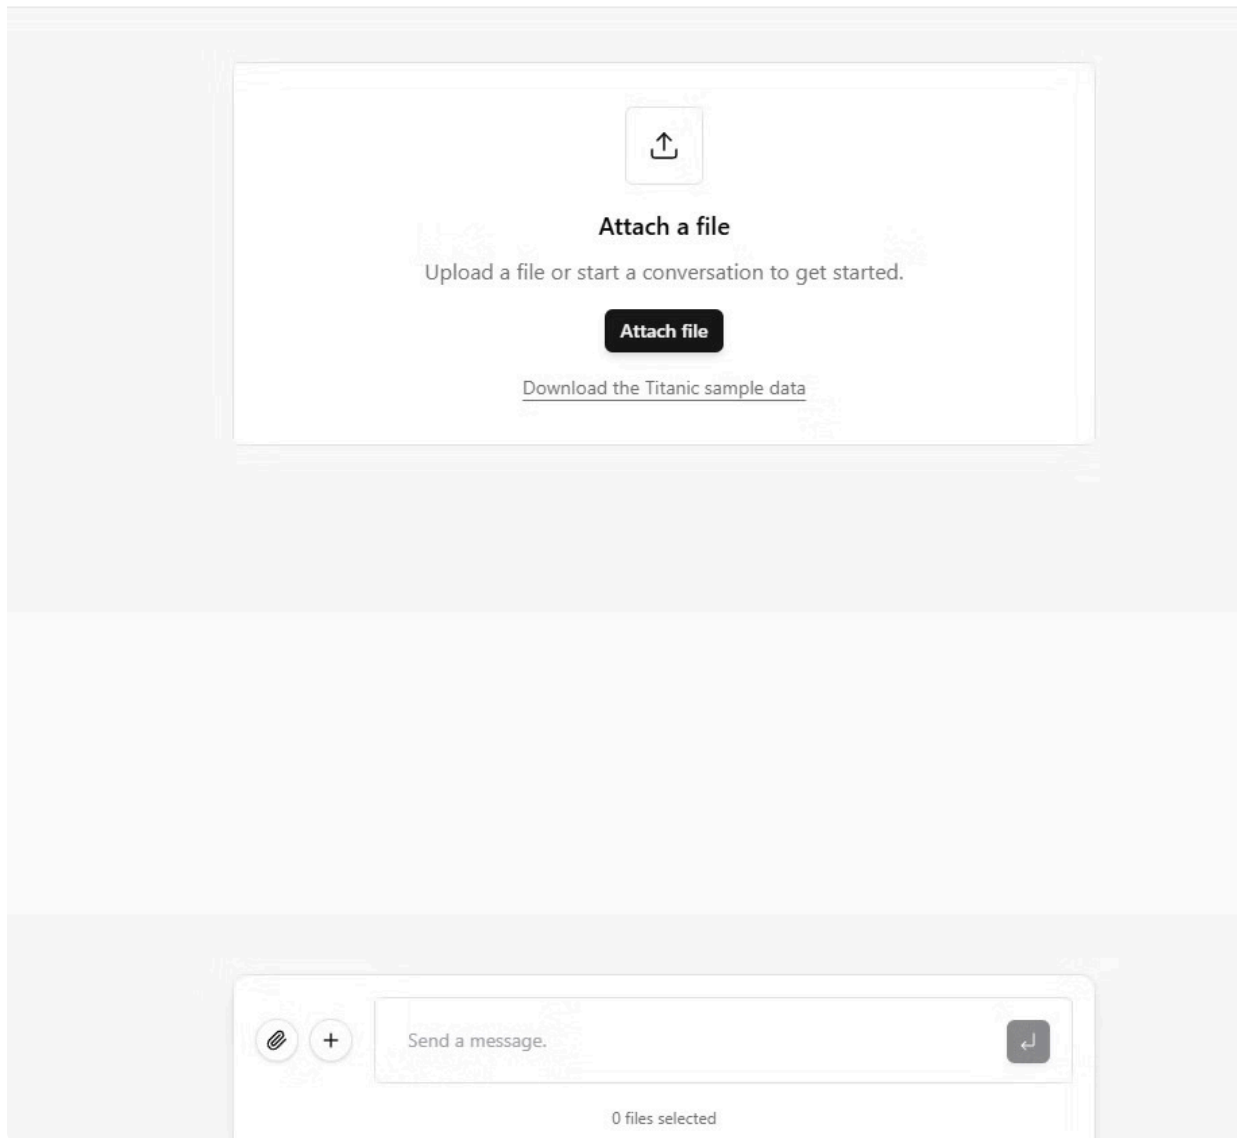 Attach a file
Upload a file or start a conversation to get started.
Attach file
Download the Titanic sample data
Send a message.
0 files selected